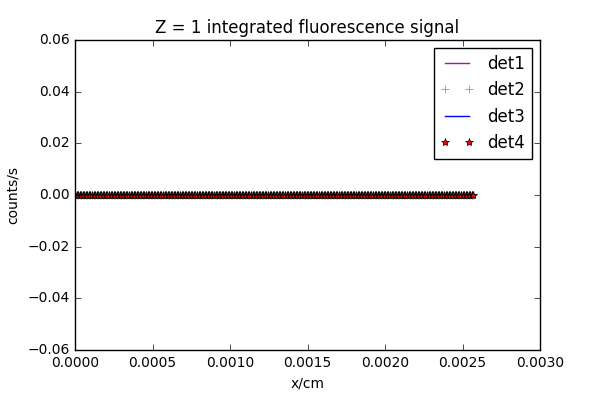 Z = 1 integrated fluorescence signal
0.06
0.04
0.02
0.00
−0.02
−0.04
−0.06
counts/s
det1
det2
det3
det4
0.0000 0.0005 0.0010 0.0015 0.0020 0.0025 0.0030
x/cm